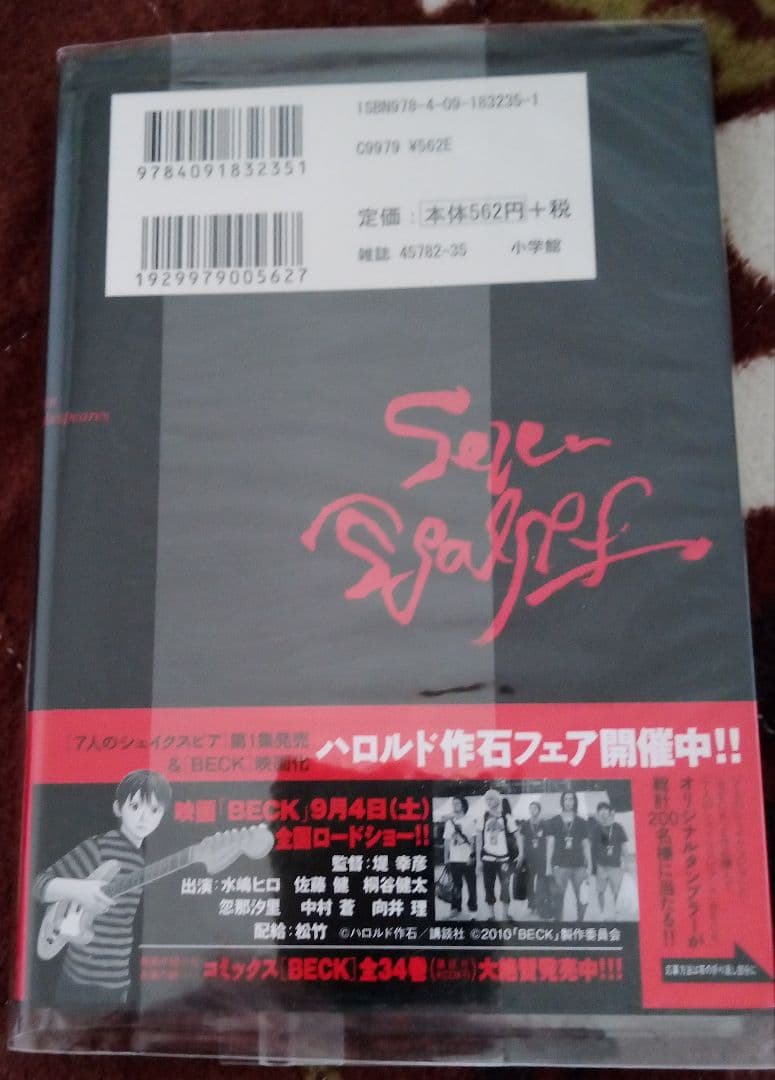 ISBN978-4-09-183235-1
C9979 ¥562E
9784091832351
定価：本体562円＋税
雑誌 45782-35 小学館
1929979005627
Seven
「7人のシェイクスピア」第1集発売
&「BECK」映画化
ハロルド作石フェア開催中!!
映画「BECK」9月4日(土)
全国ロードショー!!
監督：堤 幸彦
出演：水嶋ヒロ 佐藤 健 桐谷健太
忽那汐里 中村 蒼 向井 理
配給：松竹 ©ハロルド作石／講談社 ©2010「BECK」製作委員会
コミックス「BECK」全34巻
大絶賛発売中!!!
オリジナルタンブラーが
総計200名様に当たる!!